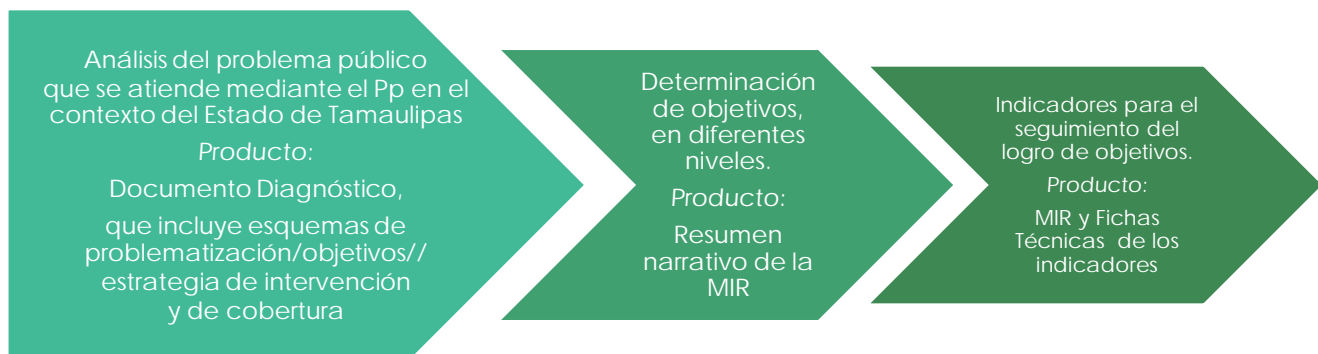 Análisis del problema público
que se atiende mediante el Pp en el
contexto del Estado de Tamaulipas
Producto:
Documento Diagnóstico,
que incluye esquemas de
problematización/objetivos//
estrategia de intervención
y de cobertura
Determinación
de objetivos,
en diferentes
niveles.
Producto:
Resumen
narrativo de la
MIR
Indicadores para el
seguimiento del
logro de objetivos.
Producto:
MIR y Fichas
Técnicas de los
indicadores